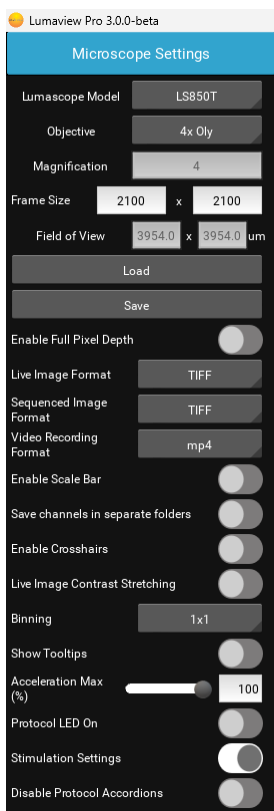 Lumaview Pro 3.0.0-beta
Microscope Settings
Lumascope Model LS850T
Objective 4x Oly
Magnification 4
Frame Size 2100 x 2100
Field of View 3954.0 x 3954.0 um
Load
Save
Enable Full Pixel Depth
Live Image Format TIFF
Sequenced Image
Format TIFF
Video Recording
Format mp4
Enable Scale Bar
Save channels in separate folders
Enable Crosshairs
Live Image Contrast Stretching
Binning 1x1
Show Tooltips
Acceleration Max
(%) 100
Protocol LED On
Stimulation Settings
Disable Protocol Accordions